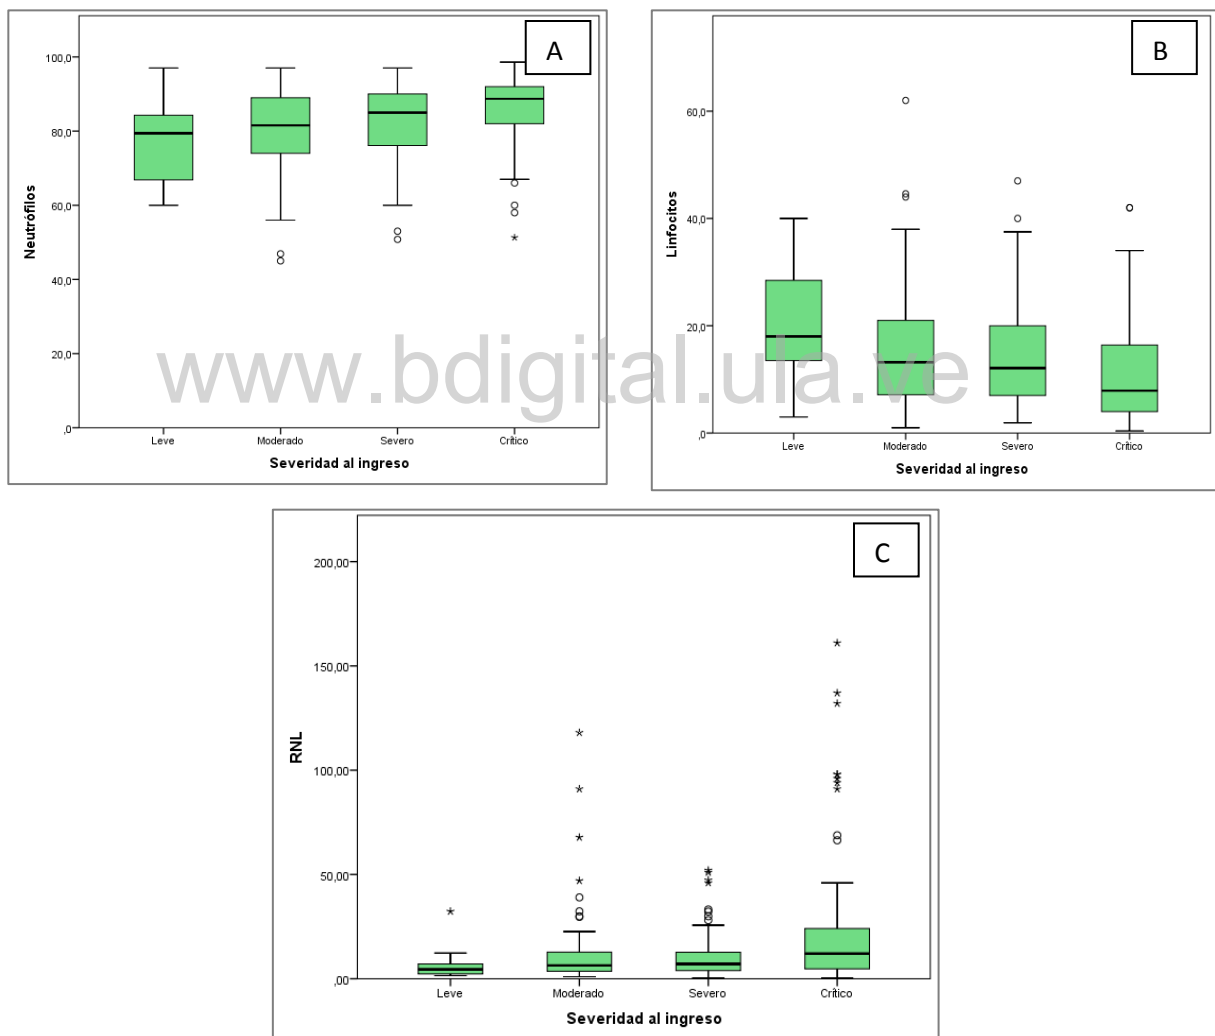 A
100,0
80,0
60,0
40,0
20,0
,0
Neutrófilos
Leve Moderado Severo Crítico
Severidad al ingreso
B
60,0
40,0
20,0
,0
Linfocitos
Leve Moderado Severo Crítico
Severidad al ingreso
www.bdigital.ula.ve
C
200,00
150,00
100,00
50,00
,00
RNL
Leve Moderado Severo Crítico
Severidad al ingreso